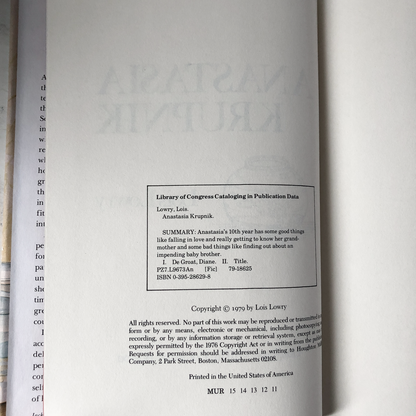 ANASTASIA
KRUPNIK
Library of Congress Cataloging in Publication Data
Lowry, Lois.
Anastasia Krupnik.
SUMMARY: Anastasia's 10th year has some good things
like falling in love and really getting to know her grand-
mother and some bad things like finding out about an
impending baby brother.
I. De Groat, Diane. II. Title.
PZ7.L9673An [Fic] 79-18625
ISBN 0-395-28629-8
Copyright © 1979 by Lois Lowry
All rights reserved. No part of this work may be reproduced or transmitted
form or by any means, electronic or mechanical, including photocopying
recording, or by any information storage or retrieval system, except as
expressly permitted by the 1976 Copyright Act or in writing from the
Requests for permission should be addressed in writing to Houghton
Company, 2 Park Street, Boston, Massachusetts 02108.
Printed in the United States of America
MUR 15 14 13 12 11